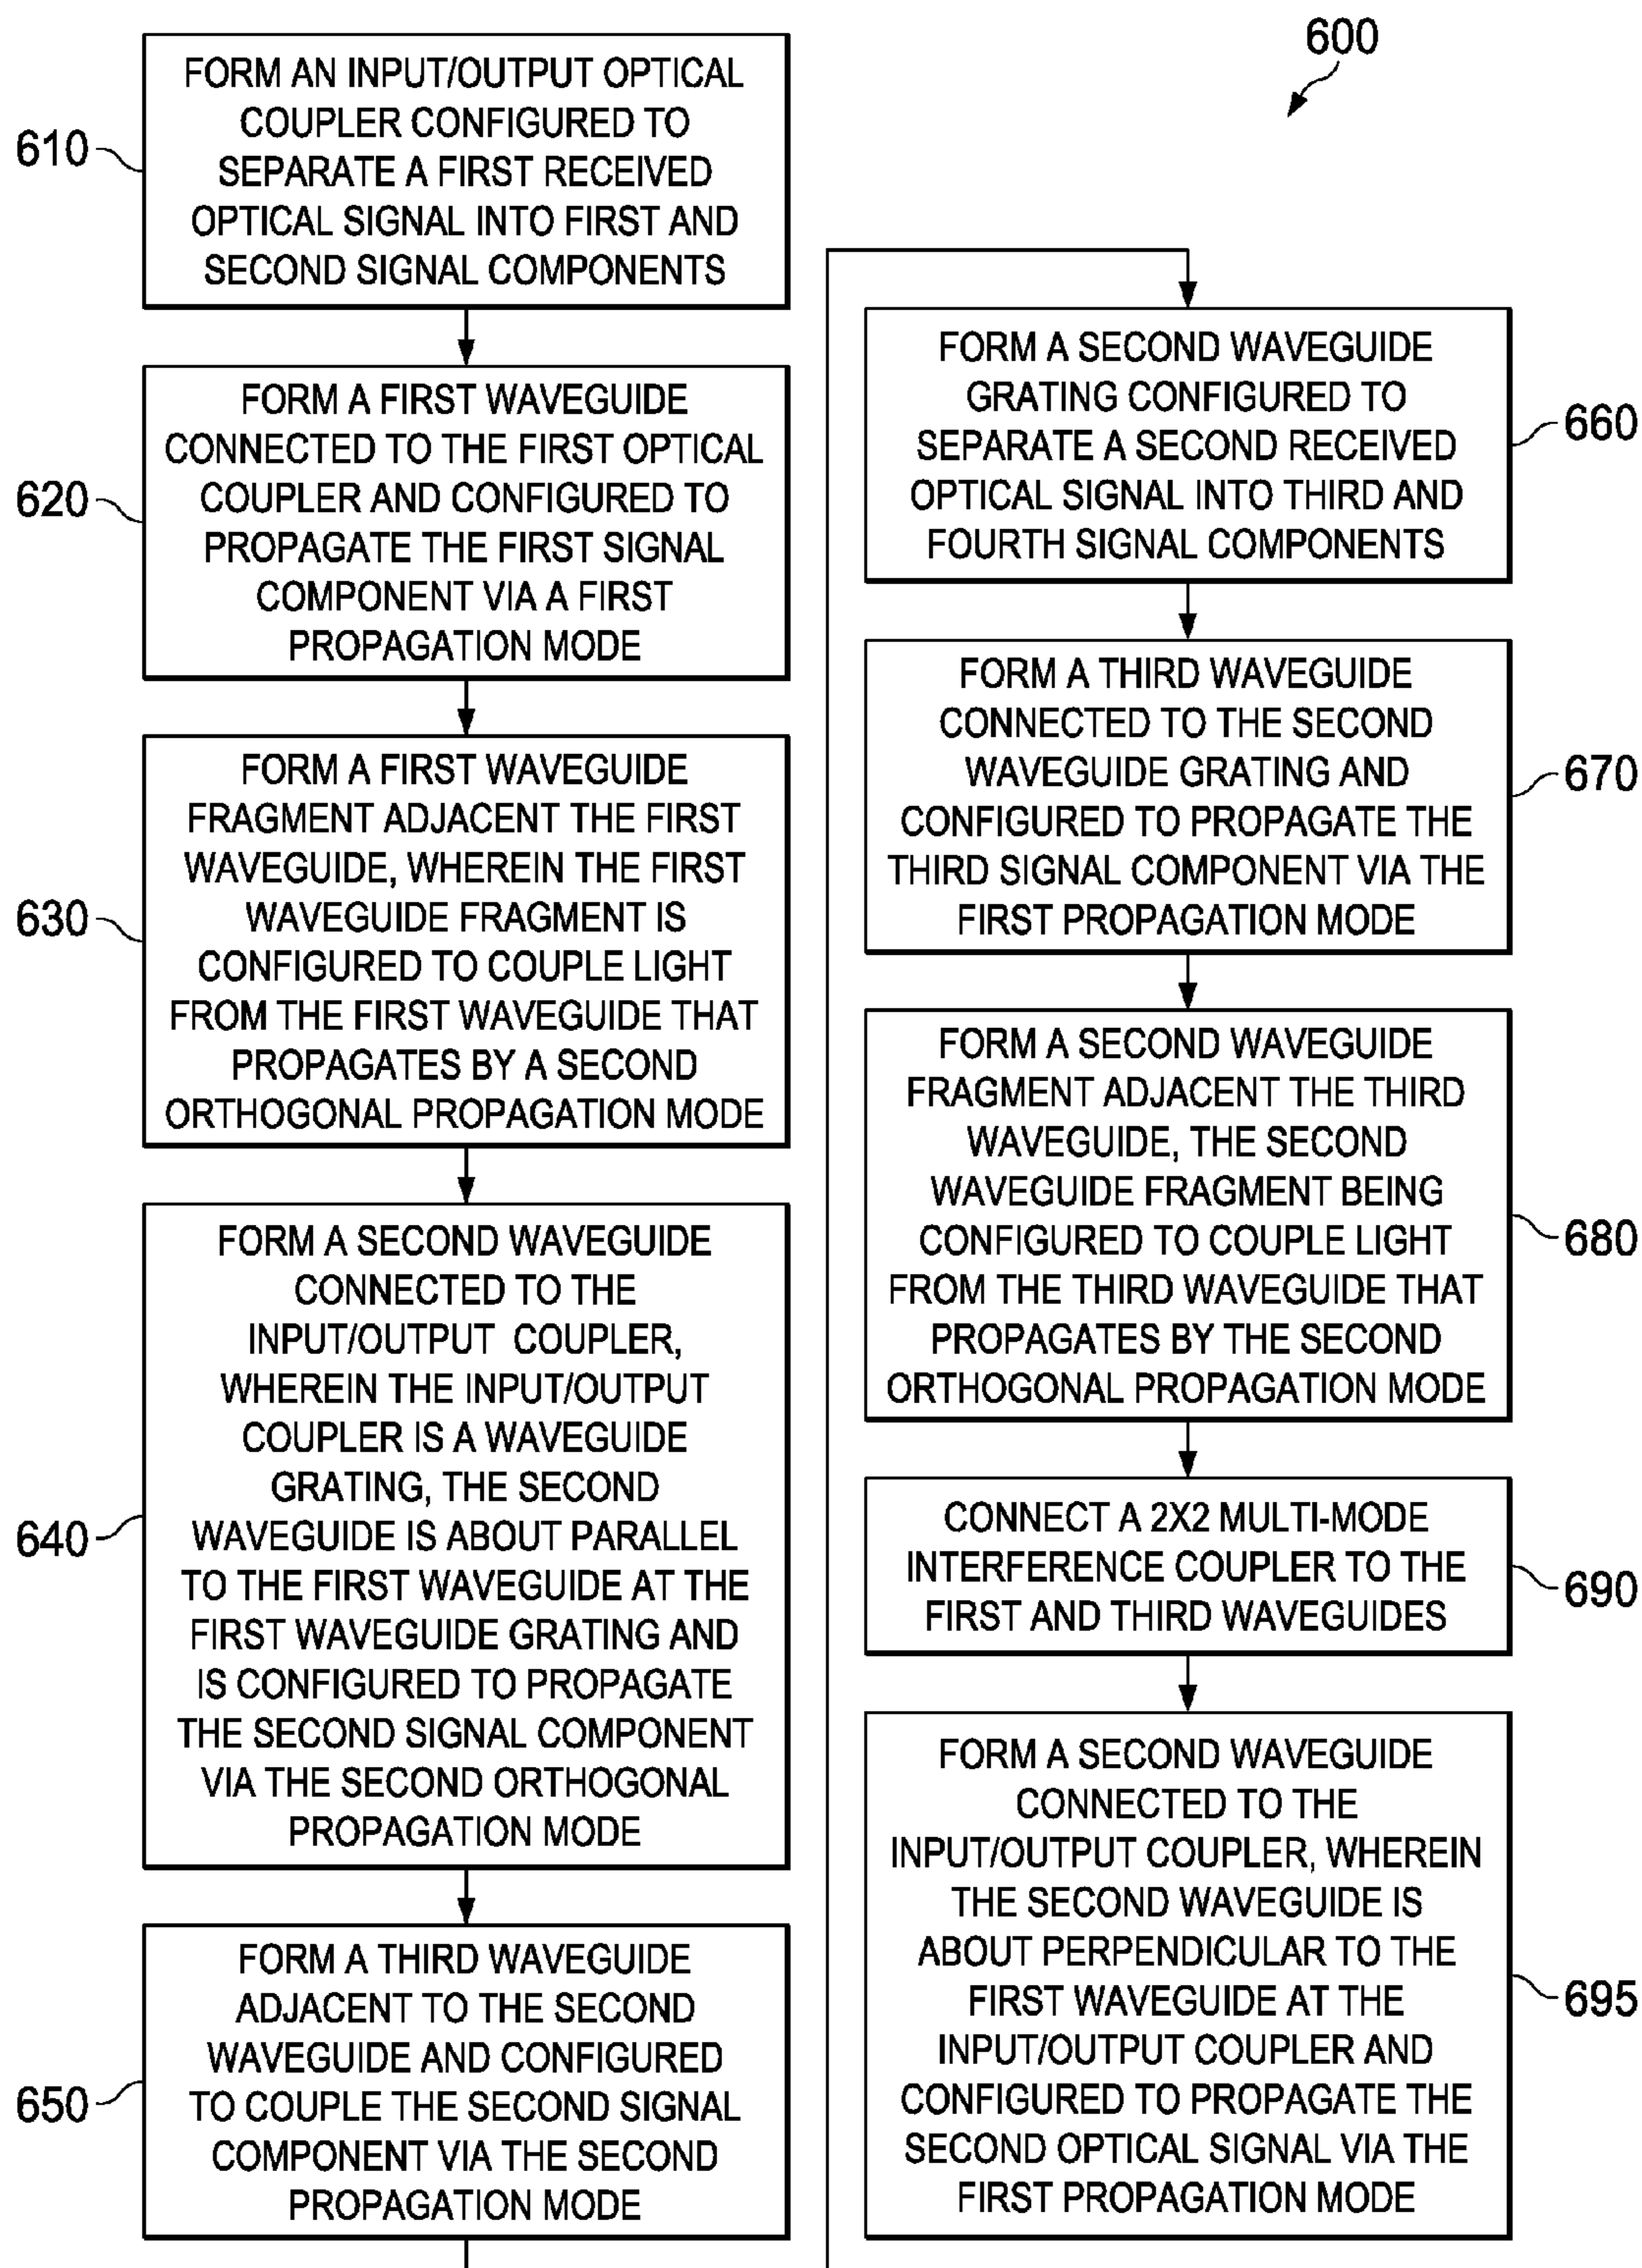 600
610
FORM AN INPUT/OUTPUT OPTICAL
COUPLER CONFIGURED TO
SEPARATE A FIRST RECEIVED
OPTICAL SIGNAL INTO FIRST AND
SECOND SIGNAL COMPONENTS
620
FORM A FIRST WAVEGUIDE
CONNECTED TO THE FIRST OPTICAL
COUPLER AND CONFIGURED TO
PROPAGATE THE FIRST SIGNAL
COMPONENT VIA A FIRST
PROPAGATION MODE
630
FORM A FIRST WAVEGUIDE
FRAGMENT ADJACENT THE FIRST
WAVEGUIDE, WHEREIN THE FIRST
WAVEGUIDE FRAGMENT IS
CONFIGURED TO COUPLE LIGHT
FROM THE FIRST WAVEGUIDE THAT
PROPAGATES BY A SECOND
ORTHOGONAL PROPAGATION MODE
640
FORM A SECOND WAVEGUIDE
CONNECTED TO THE
INPUT/OUTPUT COUPLER,
WHEREIN THE INPUT/OUTPUT
COUPLER IS A WAVEGUIDE
GRATING, THE SECOND
WAVEGUIDE IS ABOUT PARALLEL
TO THE FIRST WAVEGUIDE AT THE
FIRST WAVEGUIDE GRATING AND
IS CONFIGURED TO PROPAGATE
THE SECOND SIGNAL COMPONENT
VIA THE SECOND ORTHOGONAL
PROPAGATION MODE
650
FORM A THIRD WAVEGUIDE
ADJACENT TO THE SECOND
WAVEGUIDE AND CONFIGURED
TO COUPLE THE SECOND SIGNAL
COMPONENT VIA THE SECOND
PROPAGATION MODE
FORM A SECOND WAVEGUIDE
GRATING CONFIGURED TO
SEPARATE A SECOND RECEIVED
OPTICAL SIGNAL INTO THIRD AND
FOURTH SIGNAL COMPONENTS
660
FORM A THIRD WAVEGUIDE
CONNECTED TO THE SECOND
WAVEGUIDE GRATING AND
CONFIGURED TO PROPAGATE THE
THIRD SIGNAL COMPONENT VIA THE
FIRST PROPAGATION MODE
670
FORM A SECOND WAVEGUIDE
FRAGMENT ADJACENT THE THIRD
WAVEGUIDE, THE SECOND
WAVEGUIDE FRAGMENT BEING
CONFIGURED TO COUPLE LIGHT
FROM THE THIRD WAVEGUIDE THAT
PROPAGATES BY THE SECOND
ORTHOGONAL PROPAGATION MODE
680
CONNECT A 2X2 MULTI-MODE
INTERFERENCE COUPLER TO THE
FIRST AND THIRD WAVEGUIDES
690
FORM A SECOND WAVEGUIDE
CONNECTED TO THE
INPUT/OUTPUT COUPLER, WHEREIN
THE SECOND WAVEGUIDE IS
ABOUT PERPENDICULAR TO THE
FIRST WAVEGUIDE AT THE
INPUT/OUTPUT COUPLER AND
CONFIGURED TO PROPAGATE THE
SECOND OPTICAL SIGNAL VIA THE
FIRST PROPAGATION MODE
695